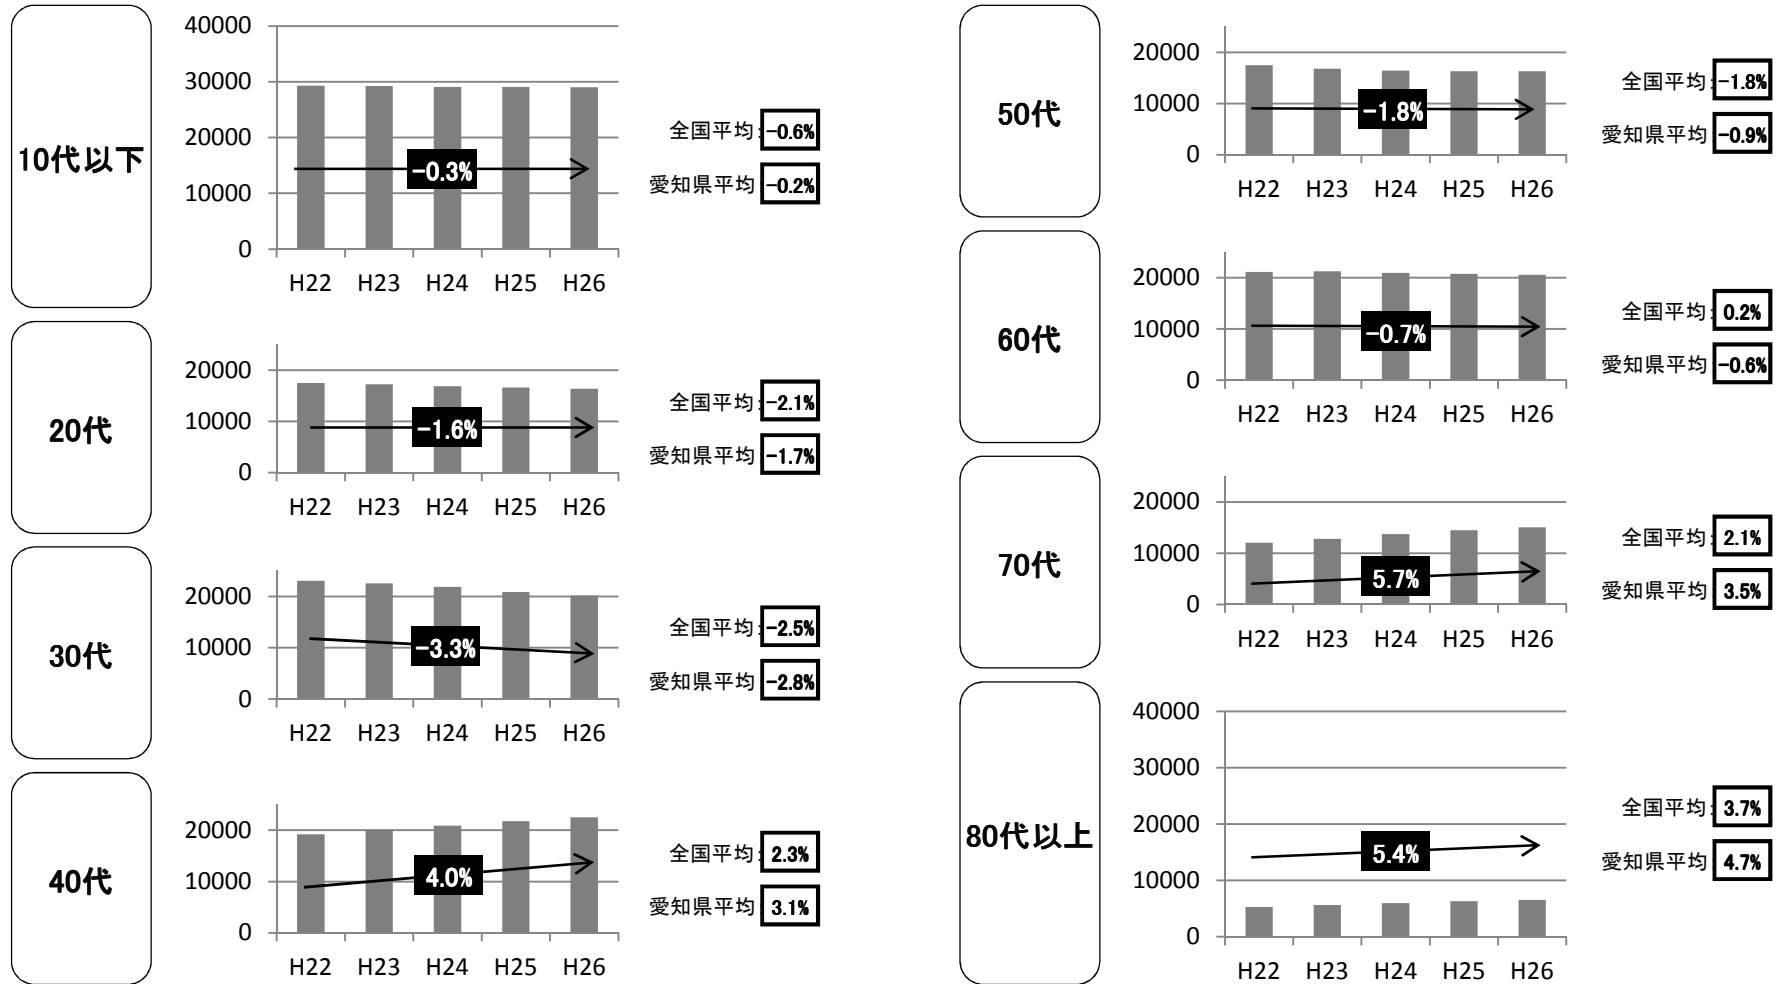 10代以下
40000
30000
20000
10000
0
H22 H23 H24 H25 H26
-0.3%
全国平均: -0.6%
愛知県平均: -0.2%
20代
20000
10000
0
H22 H23 H24 H25 H26
-1.6%
全国平均: -2.1%
愛知県平均: -1.7%
30代
20000
10000
0
H22 H23 H24 H25 H26
-3.3%
全国平均: -2.5%
愛知県平均: -2.8%
40代
20000
10000
0
H22 H23 H24 H25 H26
4.0%
全国平均: 2.3%
愛知県平均: 3.1%
50代
20000
10000
0
H22 H23 H24 H25 H26
-1.8%
全国平均: -1.8%
愛知県平均: -0.9%
60代
20000
10000
0
H22 H23 H24 H25 H26
-0.7%
全国平均: 0.2%
愛知県平均: -0.6%
70代
20000
10000
0
H22 H23 H24 H25 H26
5.7%
全国平均: 2.1%
愛知県平均: 3.5%
80代以上
40000
30000
20000
10000
0
H22 H23 H24 H25 H26
5.4%
全国平均: 3.7%
愛知県平均: 4.7%